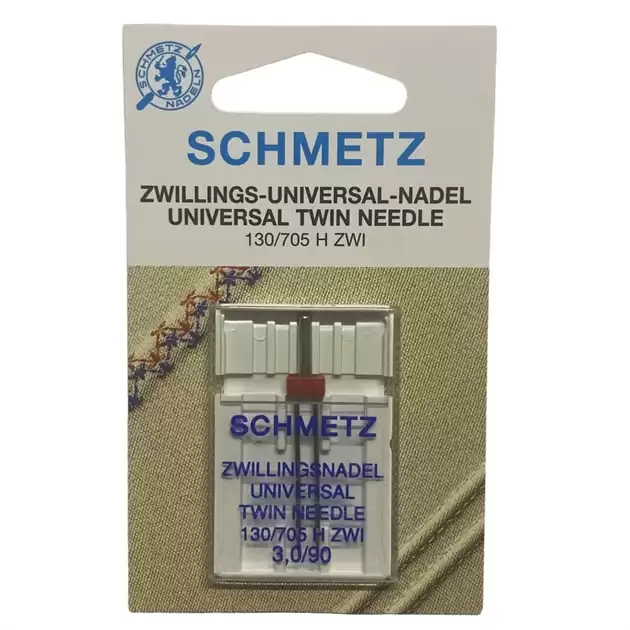 SCHMETZ
NADELN
SCHMETZ
ZWILLINGS-UNIVERSAL-NADEL
UNIVERSAL TWIN NEEDLE
130/705 H ZWI
SCHMETZ
ZWILLINGSNADEL
UNIVERSAL
TWIN NEEDLE
130/705 H ZWI
3,0/90